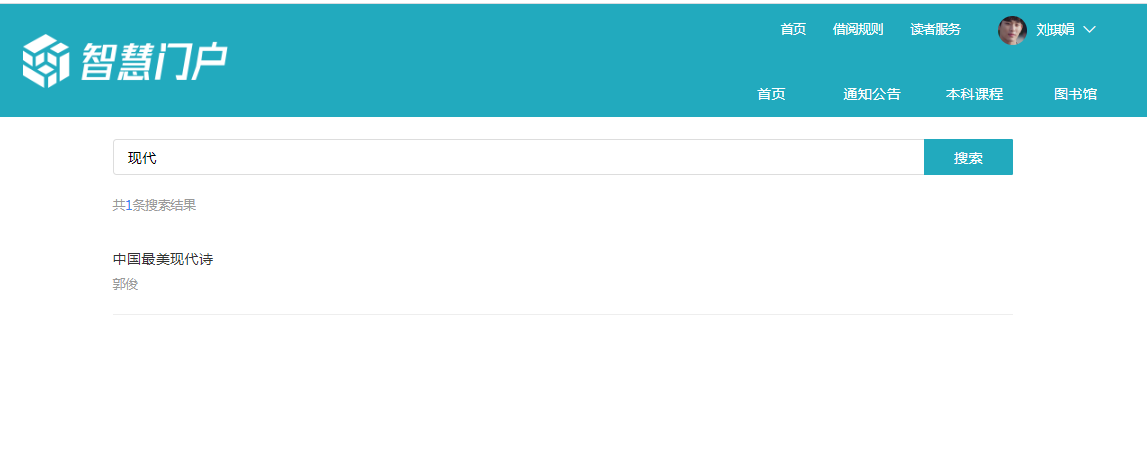 首页 借阅规则 读者服务 刘琪娟
智慧门户
首页 通知公告 本科课程 图书馆
现代 搜索
共1条搜索结果
中国最美现代诗
郭俊